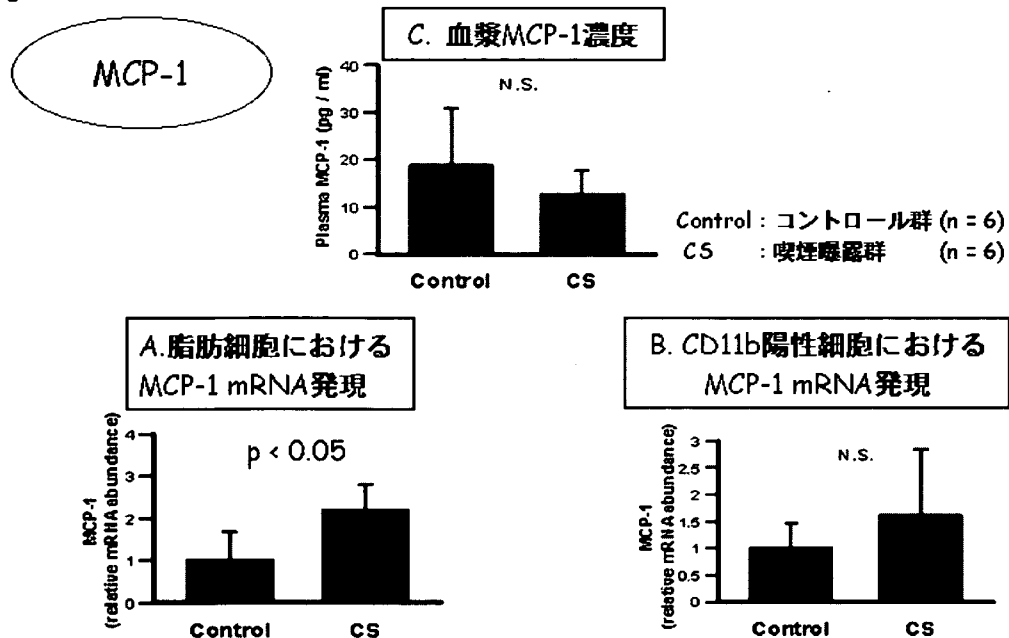 MCP-1
C. 血漿MCP-1濃度
N.S.
Plasma MCP-1 (pg / ml)
40
30
20
10
0
Control
CS
Control : コントロール群 (n = 6)
CS : 喫煙曝露群 (n = 6)
A.脂肪細胞における
MCP-1 mRNA発現
p < 0.05
MCP-1
(relative mRNA abundance)
4
3
2
1
0
Control
CS
B. CD11b陽性細胞における
MCP-1 mRNA発現
N.S.
MCP-1
(relative mRNA abundance)
3
2.5
2
1.5
1
0.5
0
Control
CS